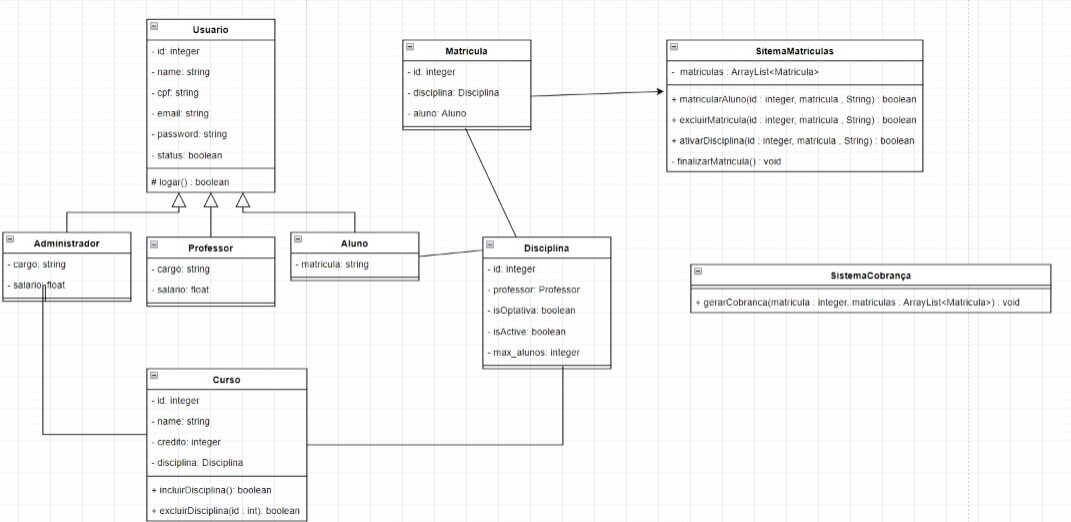 Usuario
- id: integer
- name: string
- cpf: string
- email: string
- password: string
- status: boolean
# logar() : boolean
Matricula
- id: integer
- disciplina: Disciplina
- aluno: Aluno
SitemaMatriculas
- matriculas : ArrayList<Matricula>
+ matricularAluno(id : integer, matricula , String) : boolean
+ excluirMatricula(id : integer, matricula , String) : boolean
+ ativarDisciplina(id : integer, matricula , String) : boolean
- finalizarMatricula() : void
Administrador
- cargo: string
- salario: float
Professor
- cargo: string
- salario: float
Aluno
- matricula: string
Disciplina
- id: integer
- professor: Professor
- isOptativa: boolean
- isActive: boolean
- max_alunos: integer
SistemaCobrança
+ gerarCobranca(matricula : integer, matriculas : ArrayList<Matricula>) : void
Curso
- id: integer
- name: string
- credito: integer
- disciplina: Disciplina
+ incluirDisciplina(): boolean
+ excluirDisciplina(id : int): boolean